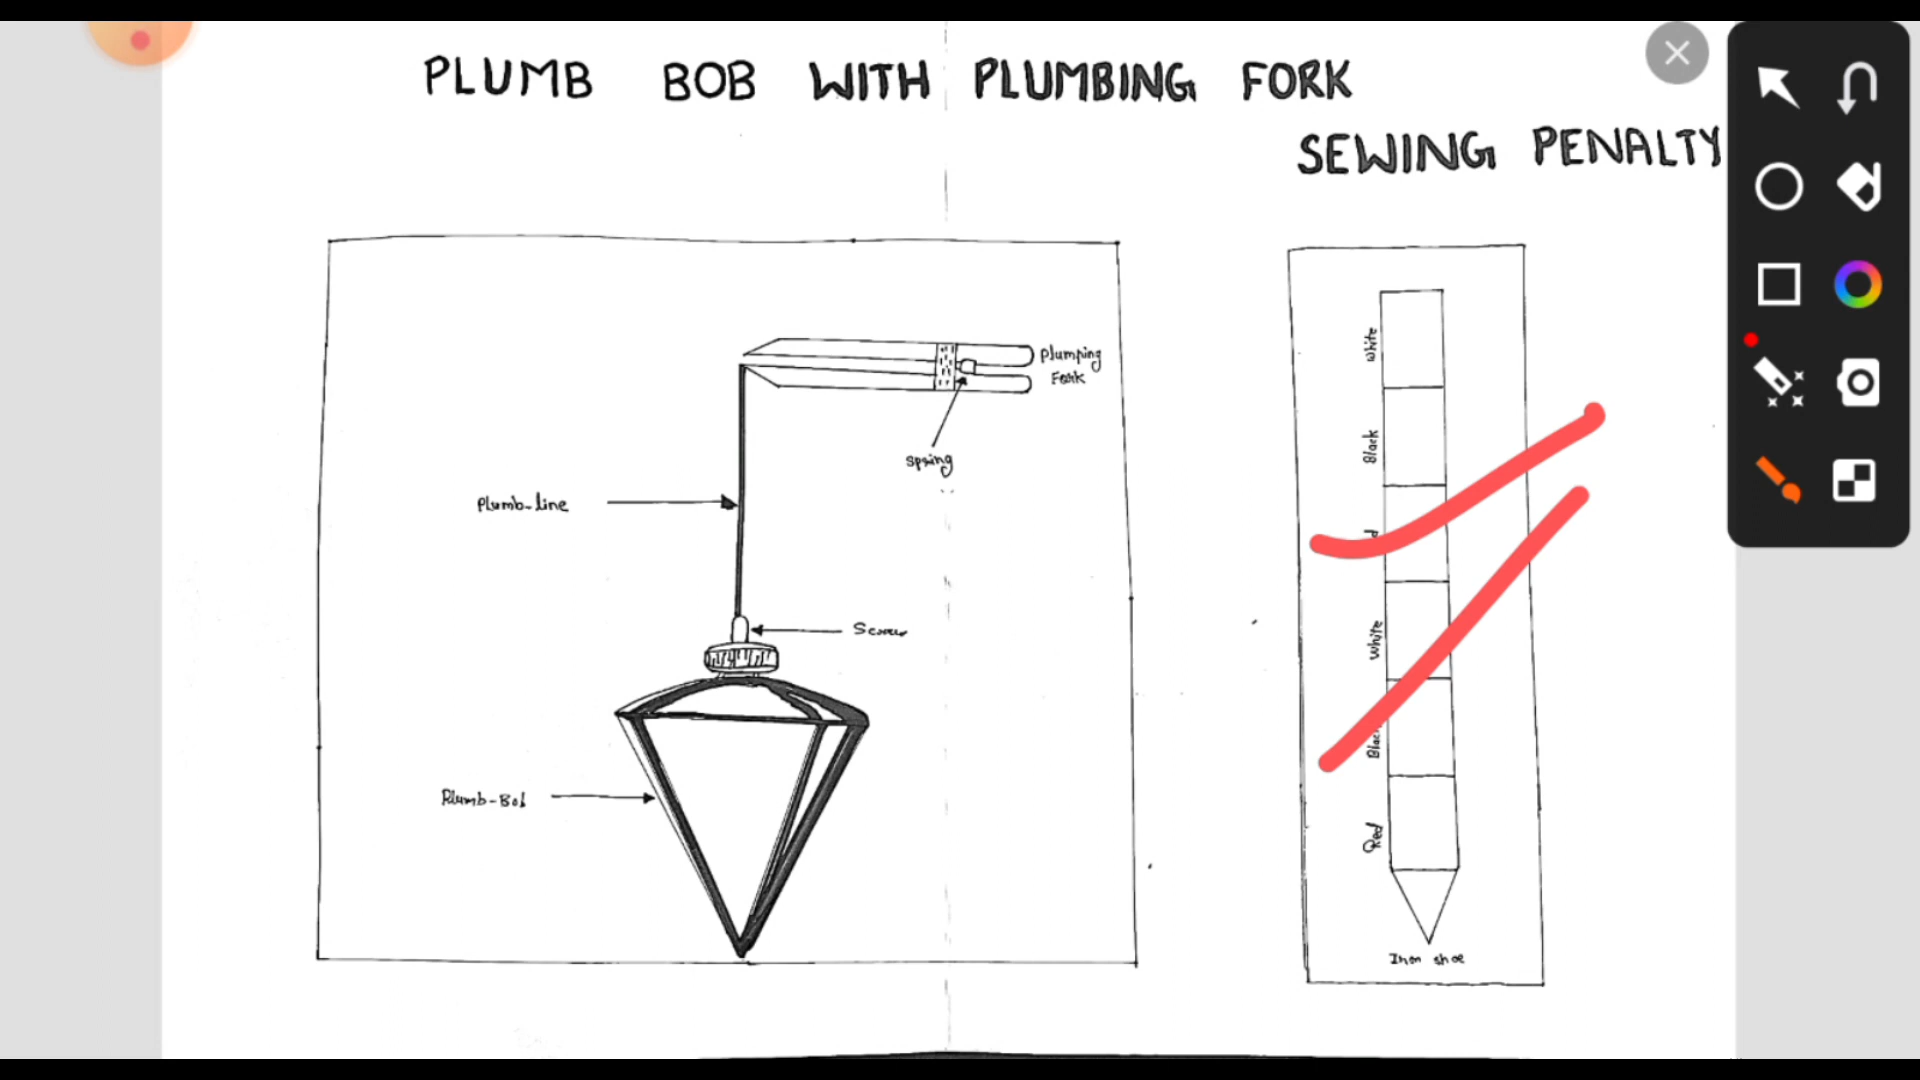 PLUMB BOB WITH PLUMBING FORK
SEWING PENALTY
Plumping
Fork
spring
Plumb-line
Screw
Plumb-Bob
White
Black
White
Red
Iron shoe